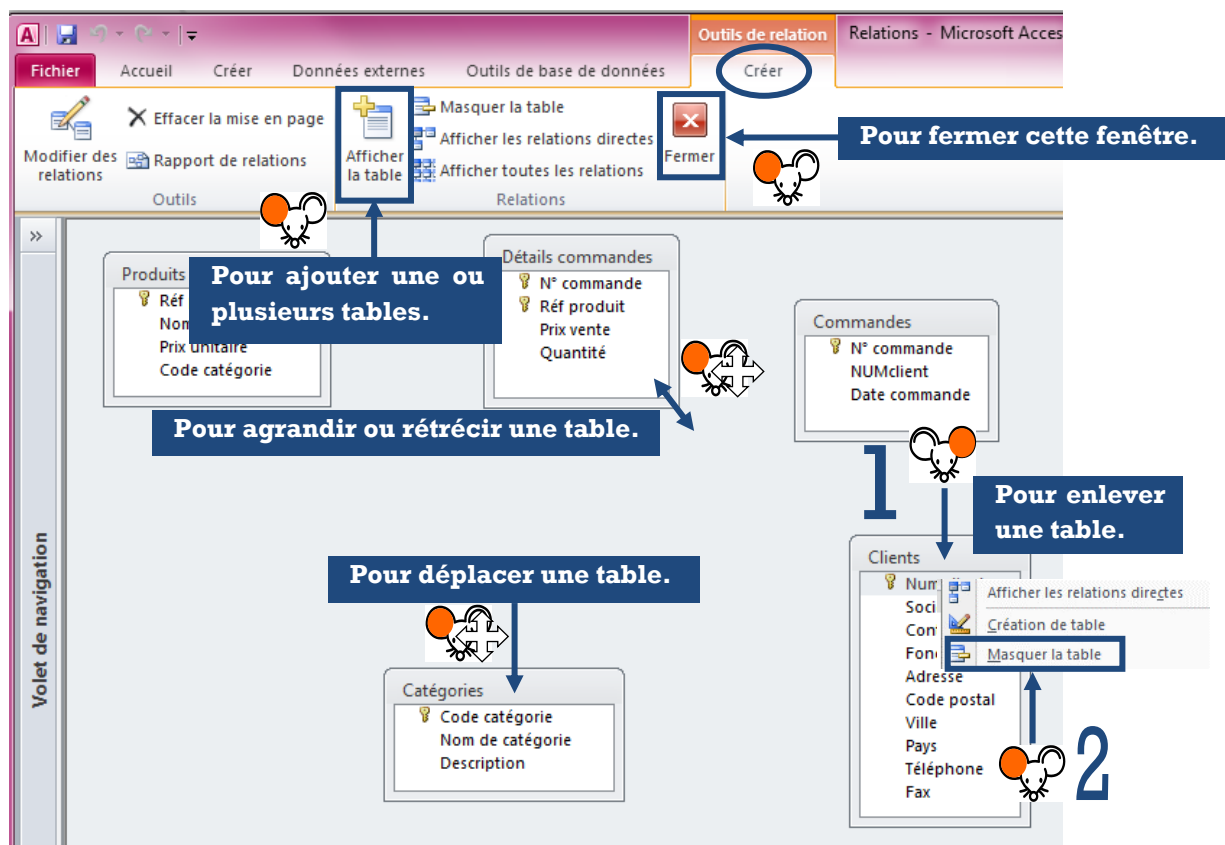 A
Outils de relation
Relations - Microsoft Acces
Fichier
Accueil
Créer
Données externes
Outils de base de données
Créer
Modifier des
relations
Effacer la mise en page
Rapport de relations
Outils
Afficher
la table
Masquer la table
Afficher les relations directes
Afficher toutes les relations
Relations
Fermer
Pour fermer cette fenêtre.
Volet de navigation
Pour ajouter une ou
plusieurs tables.
Produits
Réf
Nom
Prix unitaire
Code catégorie
Détails commandes
N° commande
Réf produit
Prix vente
Quantité
Commandes
N° commande
NUMclient
Date commande
Pour agrandir ou rétrécir une table.
1
Pour enlever
une table.
Pour déplacer une table.
Catégories
Code catégorie
Nom de catégorie
Description
Clients
Num
Soci
Con
Fon
Adresse
Code postal
Ville
Pays
Téléphone
Fax
Afficher les relations directes
Création de table
Masquer la table
2